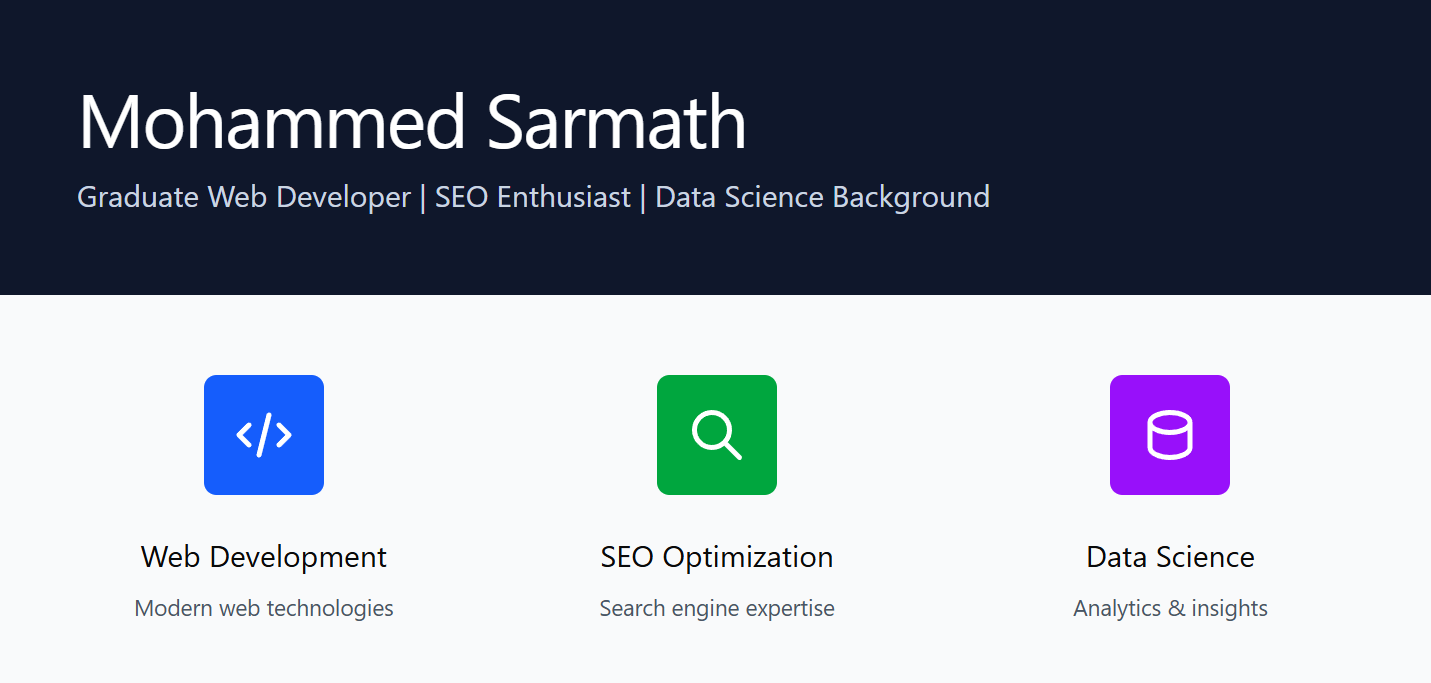 Mohammed Sarmath
Graduate Web Developer | SEO Enthusiast | Data Science Background
Web Development
SEO Optimization
Data Science
Modern web technologies
Search engine expertise
Analytics & insights